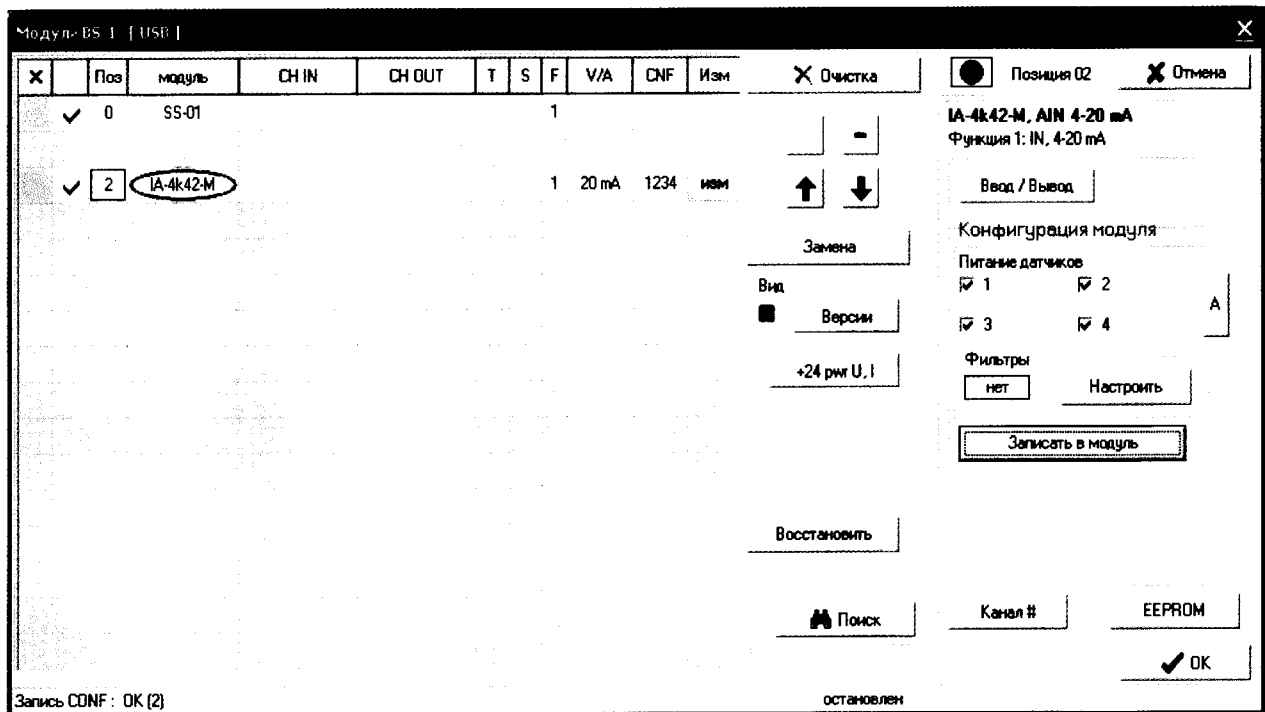 Модули BS-1 [ USB ]
X Поз модуль CH IN CH OUT T S F V/A CNF Изм
0 SS-01 1
2 IA-4k42-M 1 20 mA 1234 изм
Очистка
-
Замена
Вид
Версии
+24 pwr U, I
Восстановить
Поиск
Позиция 02 Отмена
IA-4k42-M, AIN 4-20 mA
Функция 1: IN, 4-20 mA
Ввод / Вывод
Конфигурация модуля
Питание датчиков
1 2
3 4
A
Фильтры
нет Настроить
Записать в модуль
Канал # EEPROM
OK
Запись CONF : OK (2) остановлен